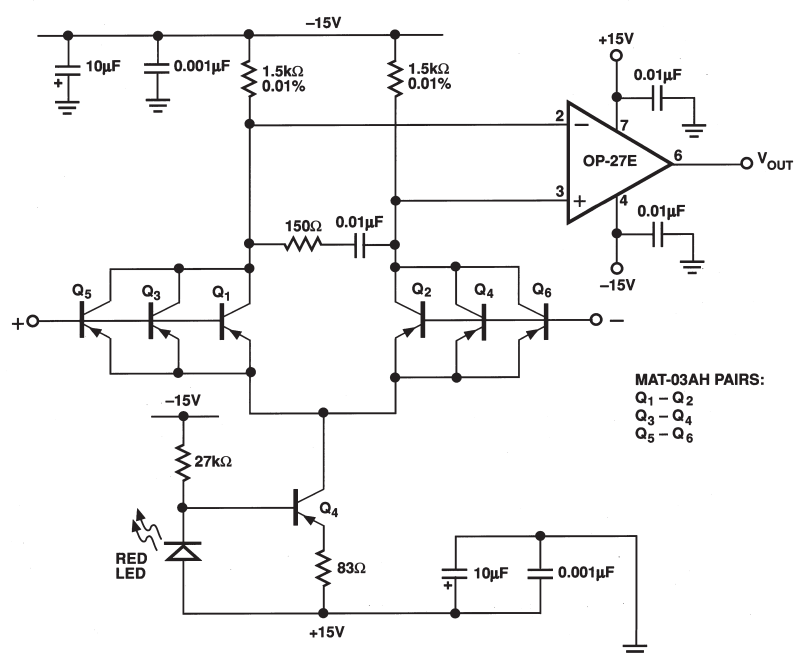 –15V
10µF
+
0.001µF
1.5kΩ
0.01%
1.5kΩ
0.01%
+15V
0.01µF
2
–
7
OP-27E
6
V_OUT
3
+
4
0.01µF
–15V
150Ω
0.01µF
Q5
Q3
Q1
Q2
Q4
Q6
+
–
MAT-03AH PAIRS:
Q1 – Q2
Q3 – Q4
Q5 – Q6
–15V
27kΩ
Q4
RED
LED
83Ω
10µF
+
0.001µF
+15V